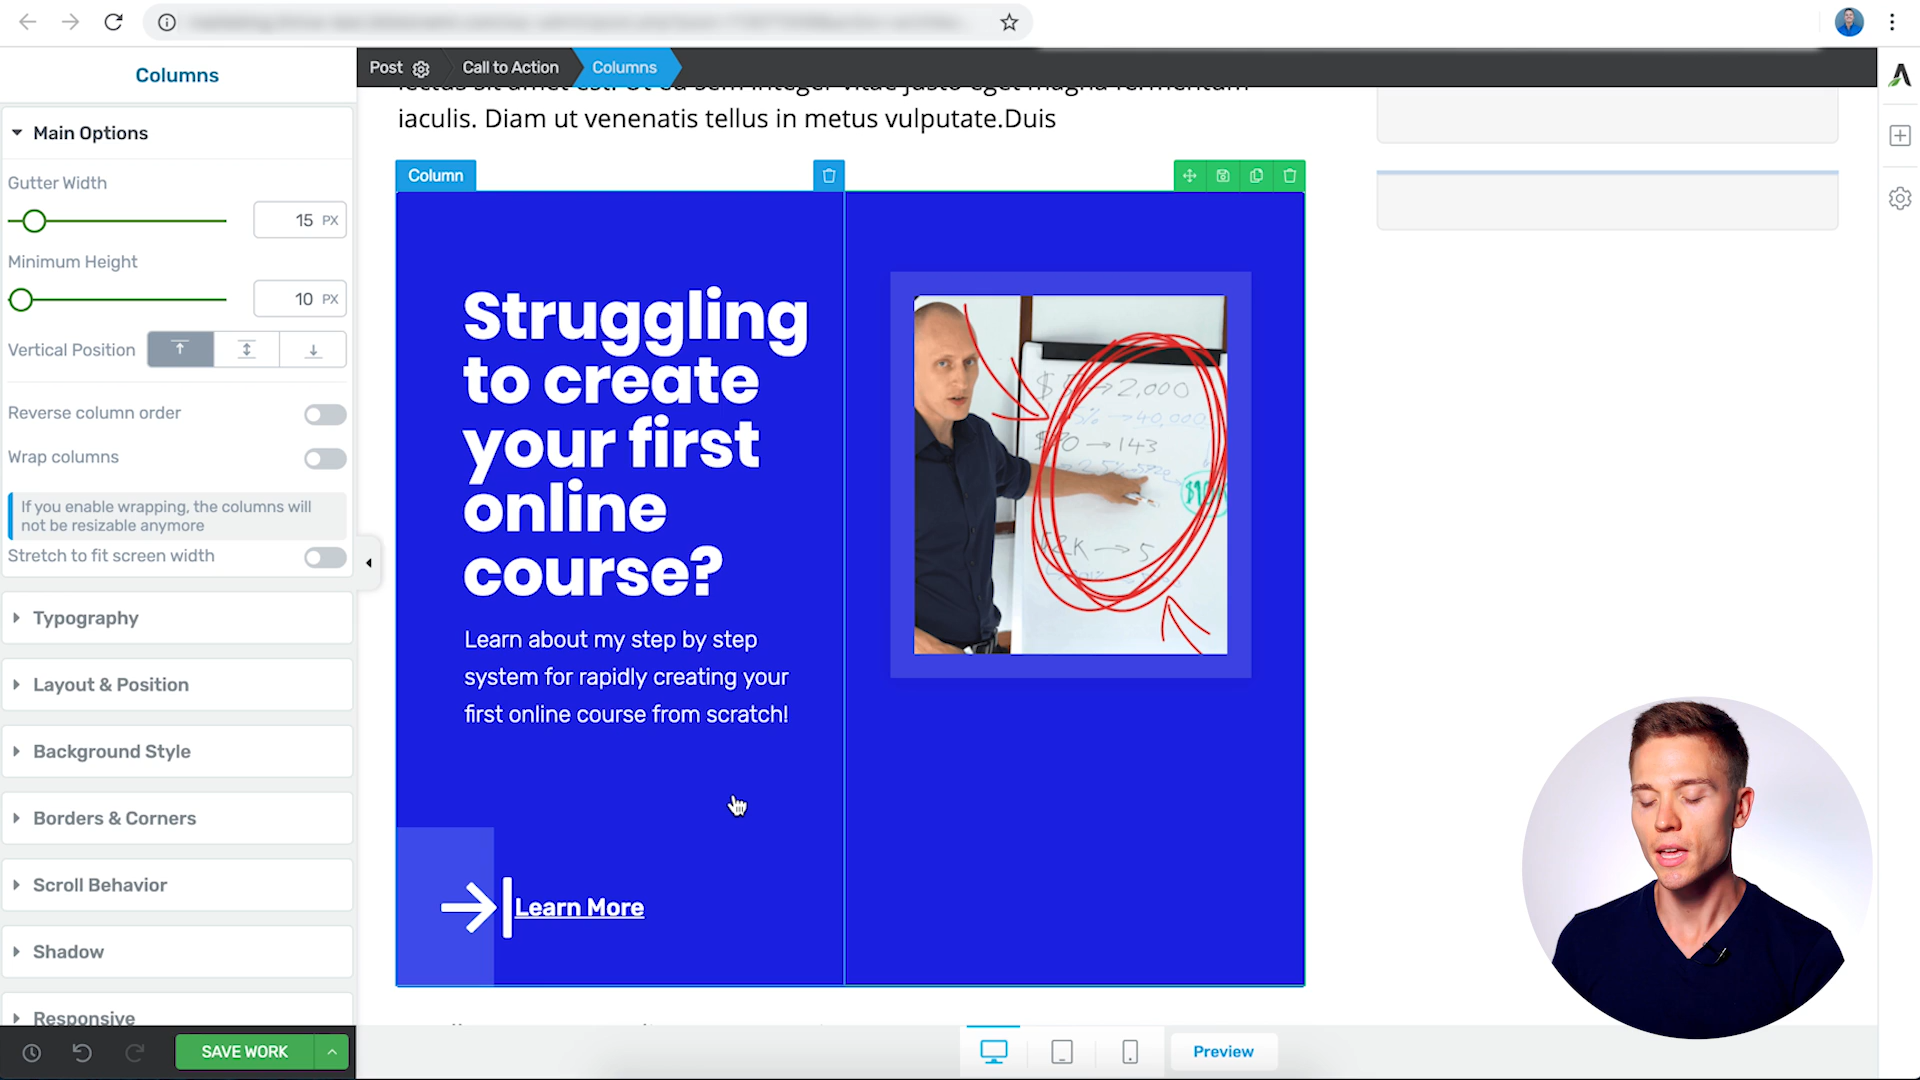 Columns
Post
Call to Action
Columns
Main Options
Gutter Width
15 PX
Minimum Height
10 PX
Vertical Position
Reverse column order
Wrap columns
If you enable wrapping, the columns will
not be resizable anymore
Stretch to fit screen width
Typography
Layout & Position
Background Style
Borders & Corners
Scroll Behavior
Shadow
Responsive
SAVE WORK
iaculis. Diam ut venenatis tellus in metus vulputate.Duis
Column
Struggling
to create
your first
online
course?
Learn about my step by step
system for rapidly creating your
first online course from scratch!
Learn More
2,000
40,000
143
$2K → 5
Preview